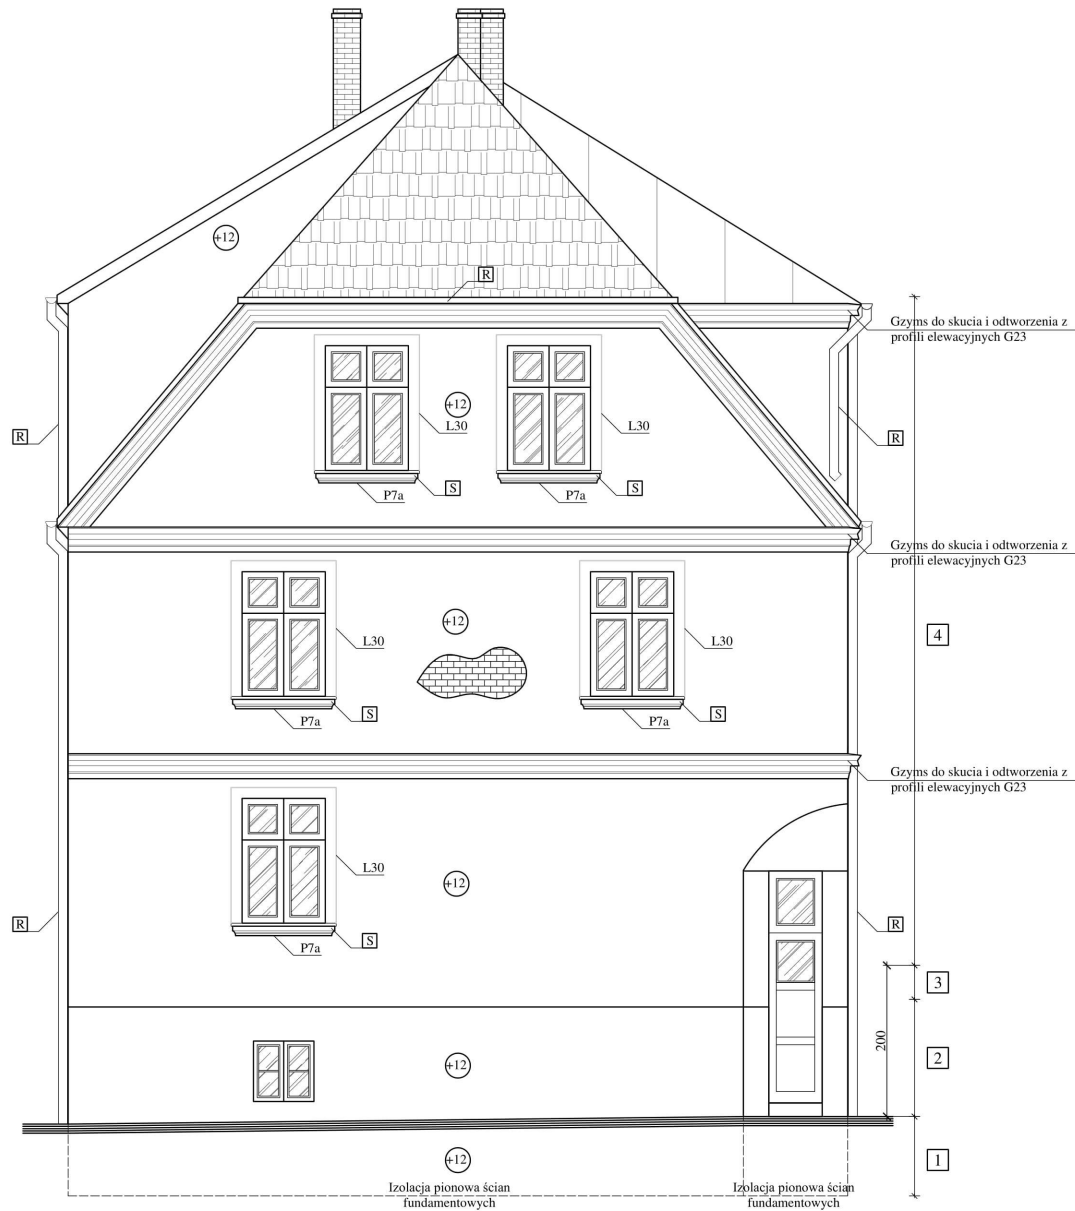 +12
R
Gzyms do skucia i odtworzenia z
profili elewacyjnych G23
+12
L30
L30
R
R
S
S
P7a
P7a
Gzyms do skucia i odtworzenia z
profili elewacyjnych G23
+12
L30
L30
4
S
S
P7a
P7a
Gzyms do skucia i odtworzenia z
profili elewacyjnych G23
L30
+12
R
R
S
P7a
3
200
2
+12
1
+12
Izolacja pionowa ścian
fundamentowych
Izolacja pionowa ścian
fundamentowych